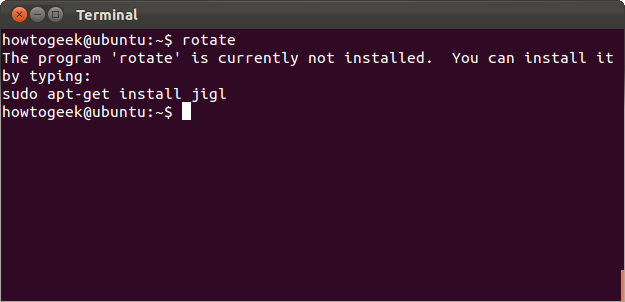 Terminal
howtogeek@ubuntu:~$ rotate
The program 'rotate' is currently not installed.  You can install it
by typing:
sudo apt-get install jigl
howtogeek@ubuntu:~$